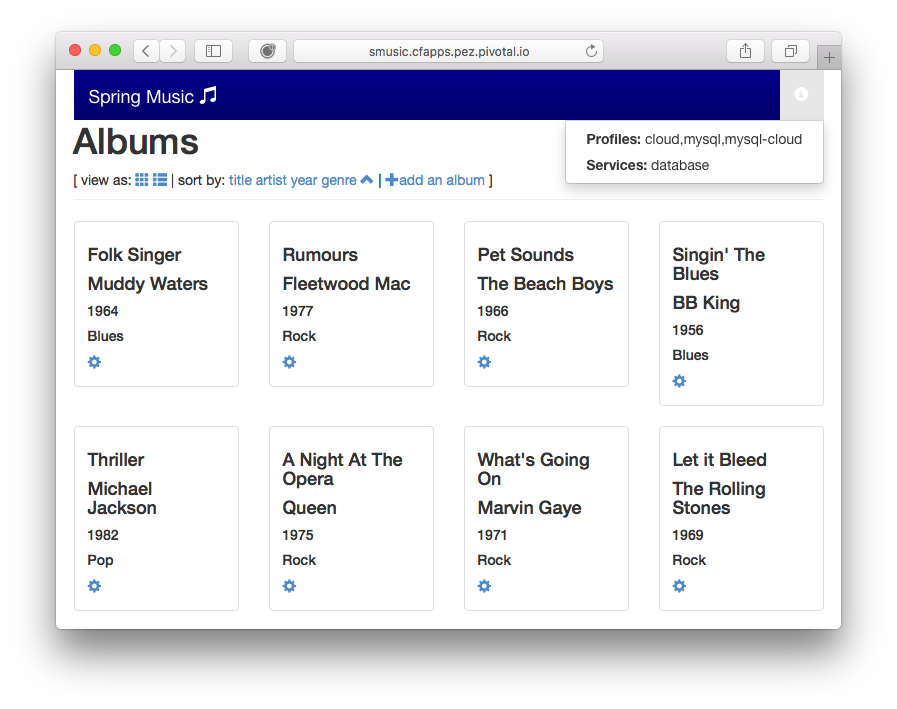 smusic.cfapps.pez.pivotal.io
Spring Music
Albums
Profiles: cloud,mysql,mysql-cloud
Services: database
[ view as: | sort by: title artist year genre | add an album ]
Folk Singer
Muddy Waters
1964
Blues
Rumours
Fleetwood Mac
1977
Rock
Pet Sounds
The Beach Boys
1966
Rock
Singin' The
Blues
BB King
1956
Blues
Thriller
Michael
Jackson
1982
Pop
A Night At The
Opera
Queen
1975
Rock
What's Going
On
Marvin Gaye
1971
Rock
Let it Bleed
The Rolling
Stones
1969
Rock